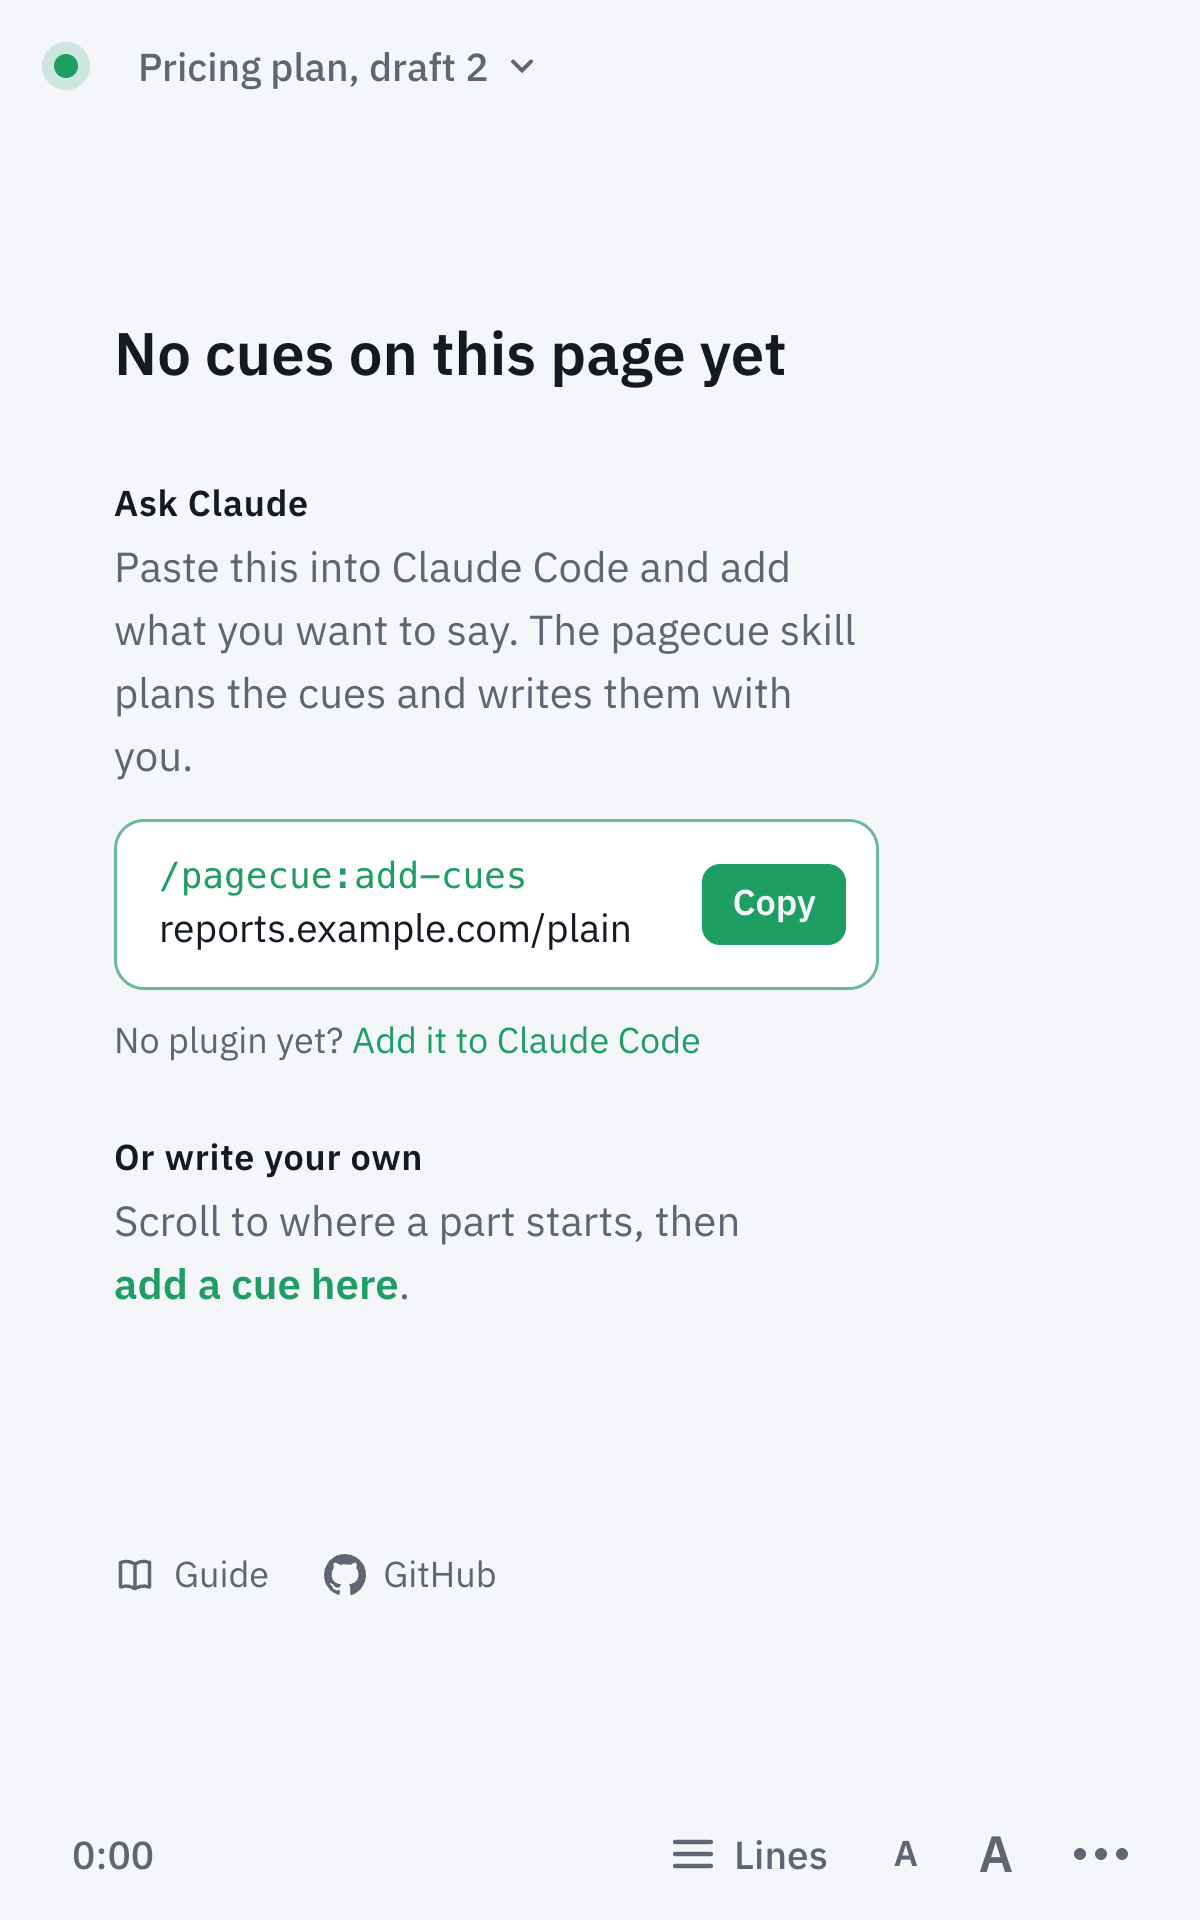 Pricing plan, draft 2
No cues on this page yet
Ask Claude
Paste this into Claude Code and add
what you want to say. The pagecue skill
plans the cues and writes them with
you.
/pagecue:add-cues
reports.example.com/plain
Copy
No plugin yet? Add it to Claude Code
Or write your own
Scroll to where a part starts, then
add a cue here.
Guide
GitHub
0:00
Lines
A
A